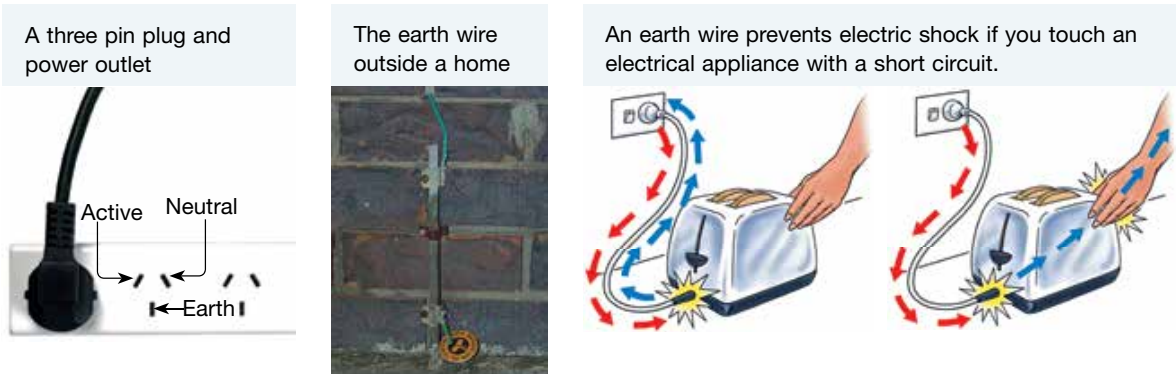 A three pin plug and
power outlet
The earth wire
outside a home
An earth wire prevents electric shock if you touch an
electrical appliance with a short circuit.
Active
Neutral
Earth